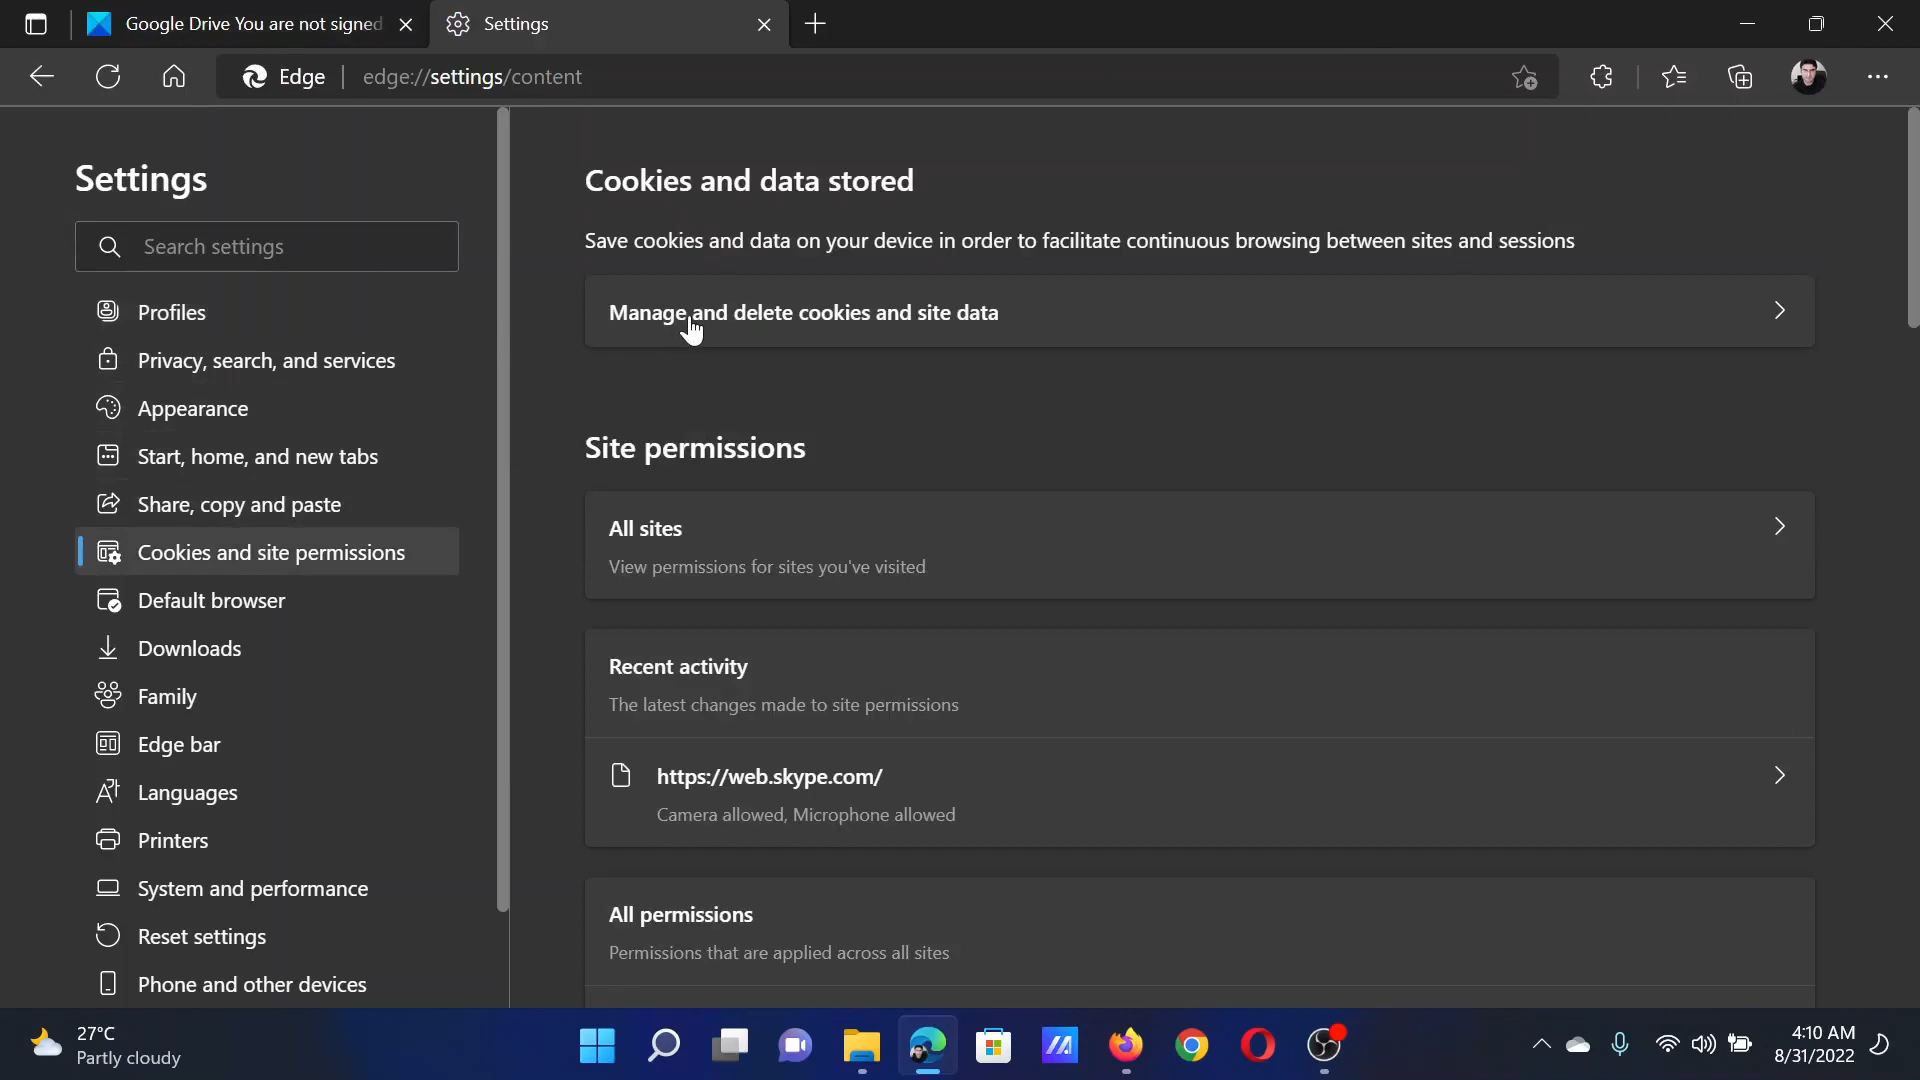 Google Drive You are not signed
Settings
Edge
edge://settings/content
Settings
Search settings
Profiles
Privacy, search, and services
Appearance
Start, home, and new tabs
Share, copy and paste
Cookies and site permissions
Default browser
Downloads
Family
Edge bar
Languages
Printers
System and performance
Reset settings
Phone and other devices
Cookies and data stored
Save cookies and data on your device in order to facilitate continuous browsing between sites and sessions
Manage and delete cookies and site data
Site permissions
All sites
View permissions for sites you've visited
Recent activity
The latest changes made to site permissions
https://web.skype.com/
Camera allowed, Microphone allowed
All permissions
Permissions that are applied across all sites
27°C
Partly cloudy
4:10 AM
8/31/2022